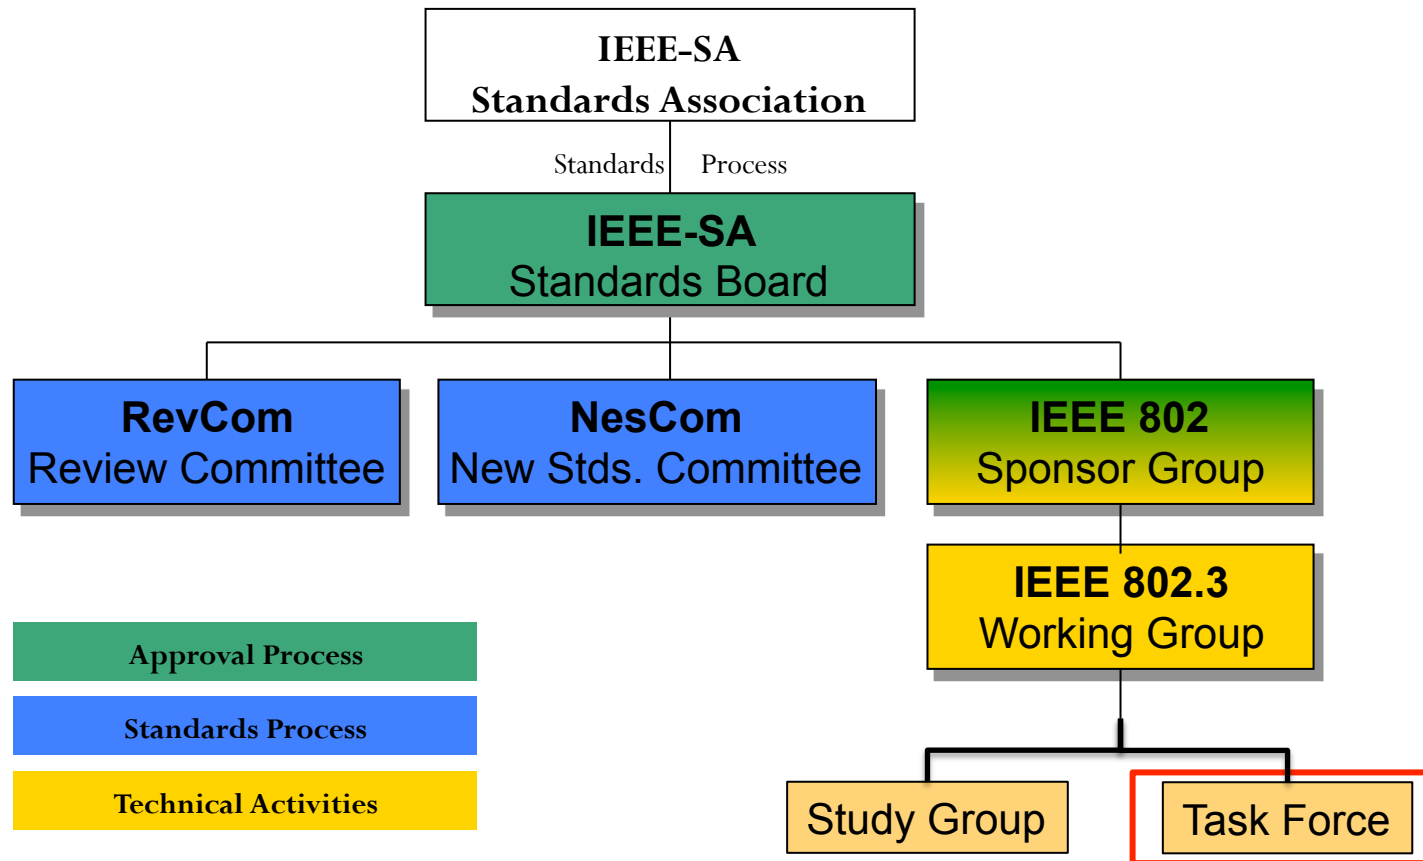 IEEE-SA
Standards Association
Standards Process
IEEE-SA
Standards Board
RevCom
Review Committee
NesCom
New Stds. Committee
IEEE 802
Sponsor Group
IEEE 802.3
Working Group
Approval Process
Standards Process
Technical Activities
Study Group
Task Force